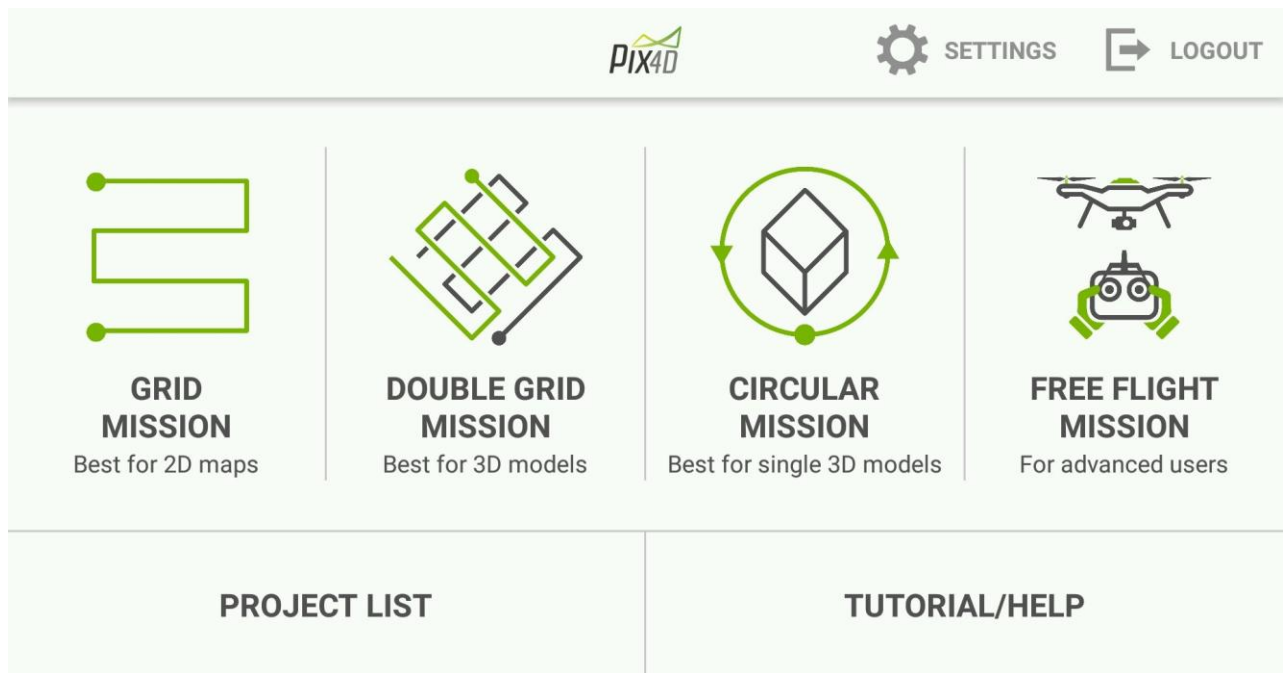 PIX4D
SETTINGS
LOGOUT
GRID
MISSION
Best for 2D maps
DOUBLE GRID
MISSION
Best for 3D models
CIRCULAR
MISSION
Best for single 3D models
FREE FLIGHT
MISSION
For advanced users
PROJECT LIST
TUTORIAL/HELP